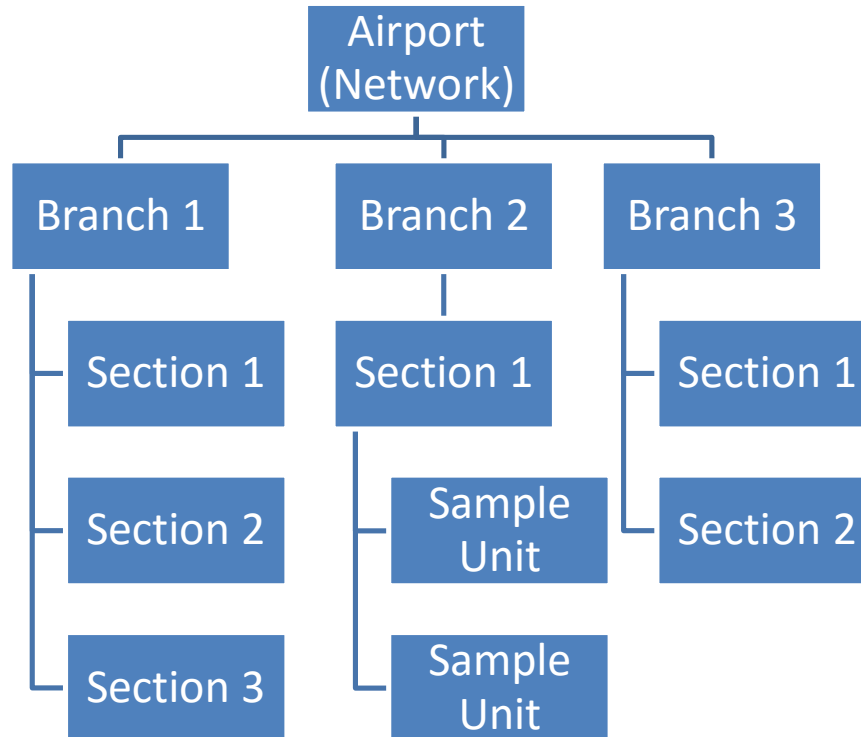 Airport
(Network)
Branch 1
Branch 2
Branch 3
Section 1
Section 1
Section 1
Section 2
Sample
Unit
Section 2
Section 3
Sample
Unit